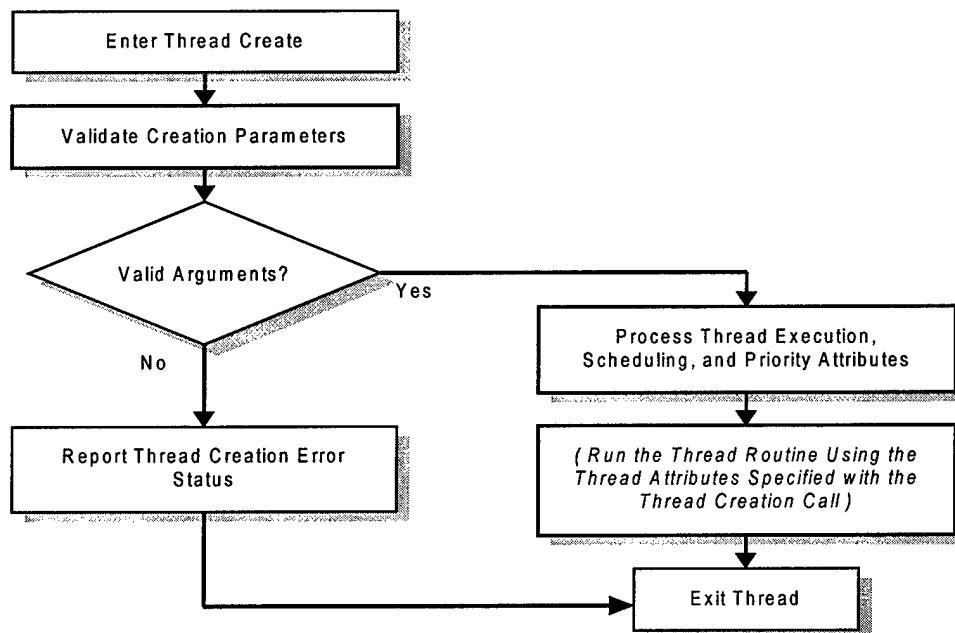 Enter Thread Create
Validate Creation Parameters
Valid Arguments?
Yes
No
Process Thread Execution,
Scheduling, and Priority Attributes
Report Thread Creation Error
Status
( Run the Thread Routine Using the
Thread Attributes Specified with the
Thread Creation Call )
Exit Thread